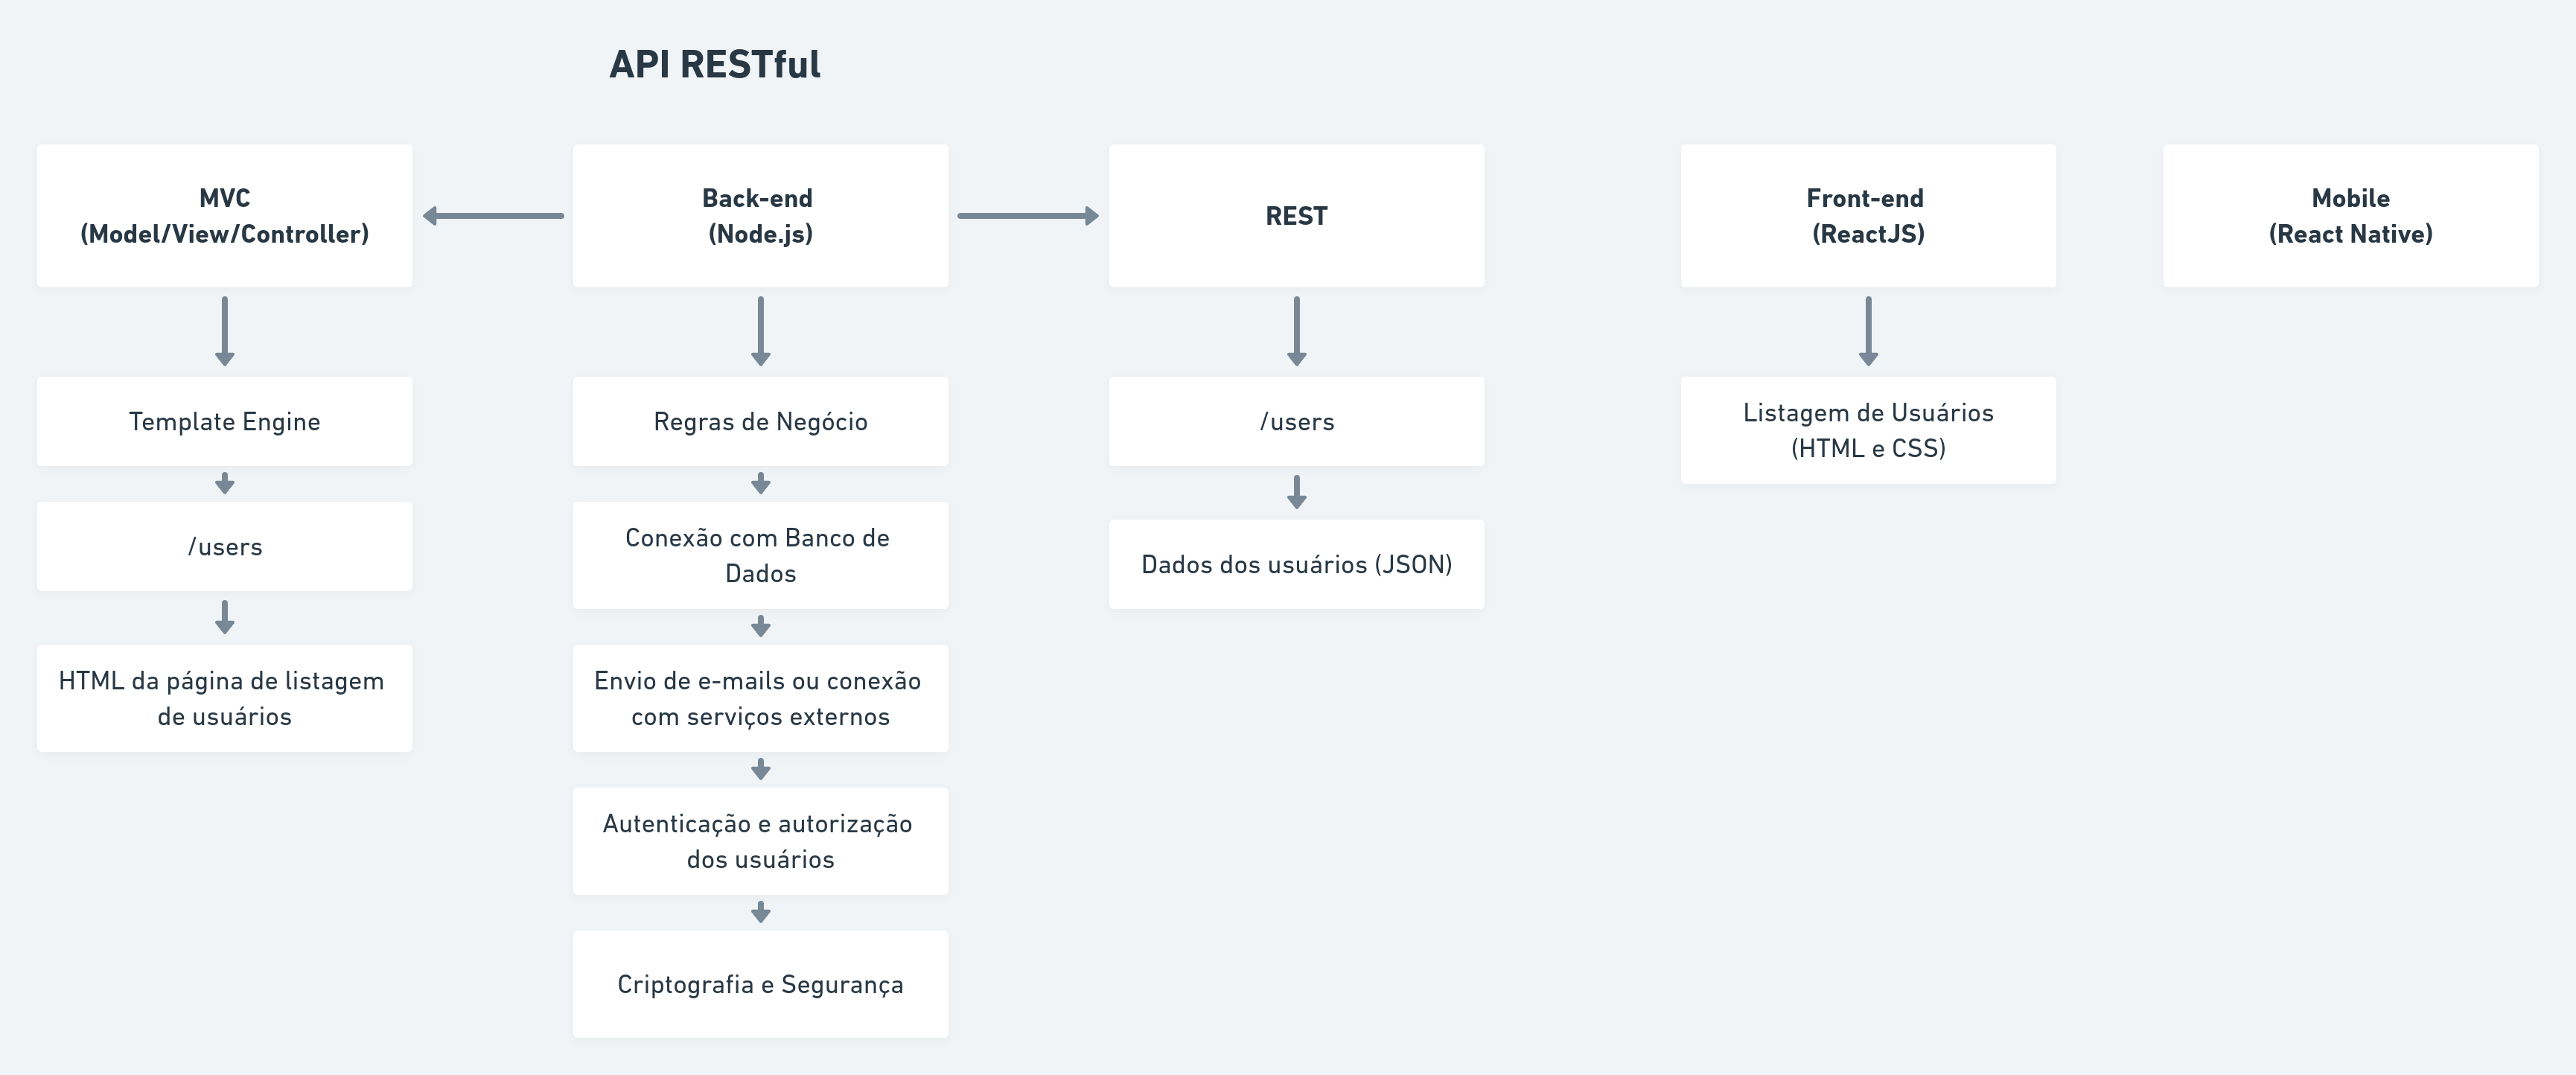 API RESTful
MVC
(Model/View/Controller)
Template Engine
/users
HTML da página de listagem
de usuários
Back-end
(Node.js)
Regras de Negócio
Conexão com Banco de
Dados
Envio de e-mails ou conexão
com serviços externos
Autenticação e autorização
dos usuários
Criptografia e Segurança
REST
/users
Dados dos usuários (JSON)
Front-end
(ReactJS)
Listagem de Usuários
(HTML e CSS)
Mobile
(React Native)